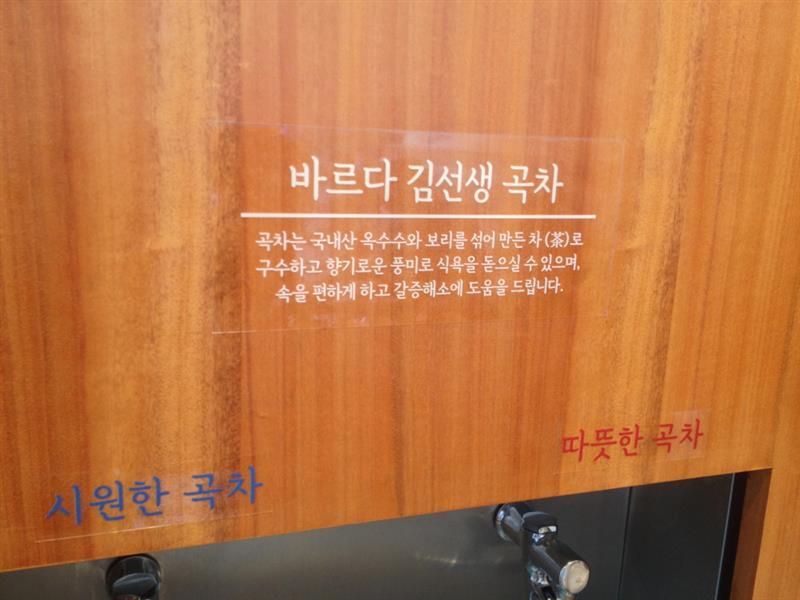 바르다 김선생 곡차
곡차는 국내산 옥수수와 보리를 섞어 만든 차(茶)로
구수하고 향기로운 풍미로 식욕을 돋으실 수 있으며,
속을 편하게 하고 갈증해소에 도움을 드립니다.
따뜻한 곡차
시원한 곡차